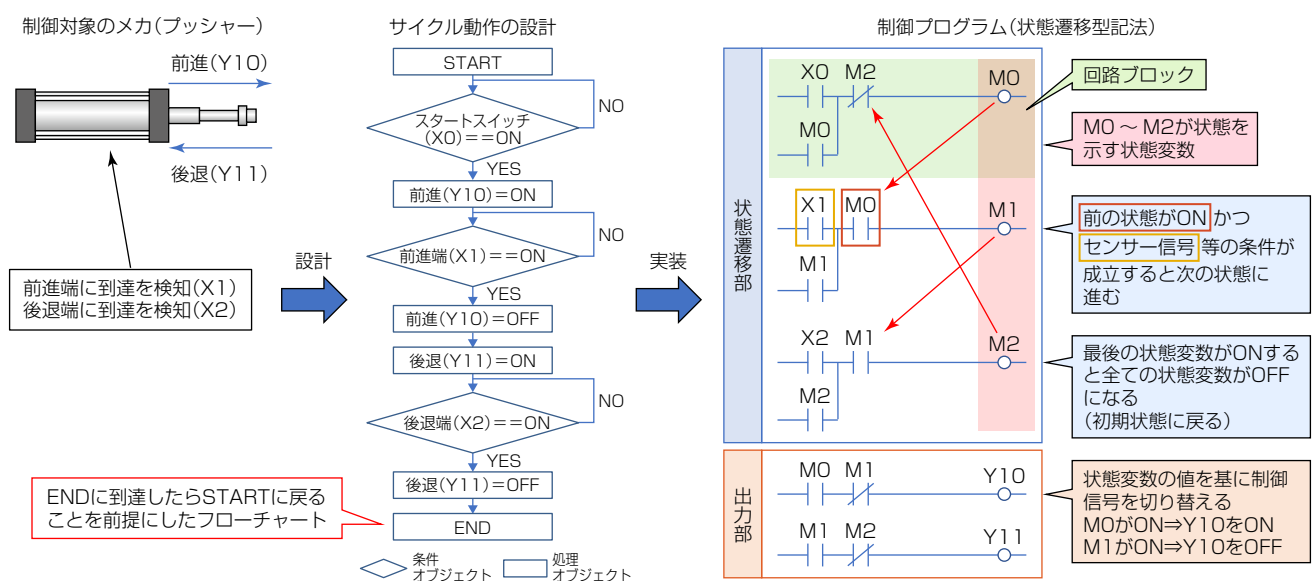 制御対象のメカ(プッシャー)
前進(Y10)
後退(Y11)
前進端に到達を検知(X1)
後退端に到達を検知(X2)
設計
サイクル動作の設計
START
スタートスイッチ
(X0)==ON
NO
YES
前進(Y10)=ON
前進端(X1)==ON
NO
YES
前進(Y10)=OFF
後退(Y11)=ON
後退端(X2)==ON
NO
YES
後退(Y11)=OFF
END
ENDに到達したらSTARTに戻る
ことを前提にしたフローチャート
条件
オブジェクト
処理
オブジェクト
実装
制御プログラム(状態遷移型記法)
状態遷移部
X0 M2 M0
M0
X1 M0 M1
M1
X2 M1 M2
M2
出力部
M0 M1 Y10
M1 M2 Y11
回路ブロック
M0 ～ M2が状態を
示す状態変数
前の状態がON かつ
センサー信号 等の条件が
成立すると次の状態に
進む
最後の状態変数がONする
と全ての状態変数がOFF
になる
(初期状態に戻る)
状態変数の値を基に制御
信号を切り替える
M0がON⇒Y10をON
M1がON⇒Y10をOFF